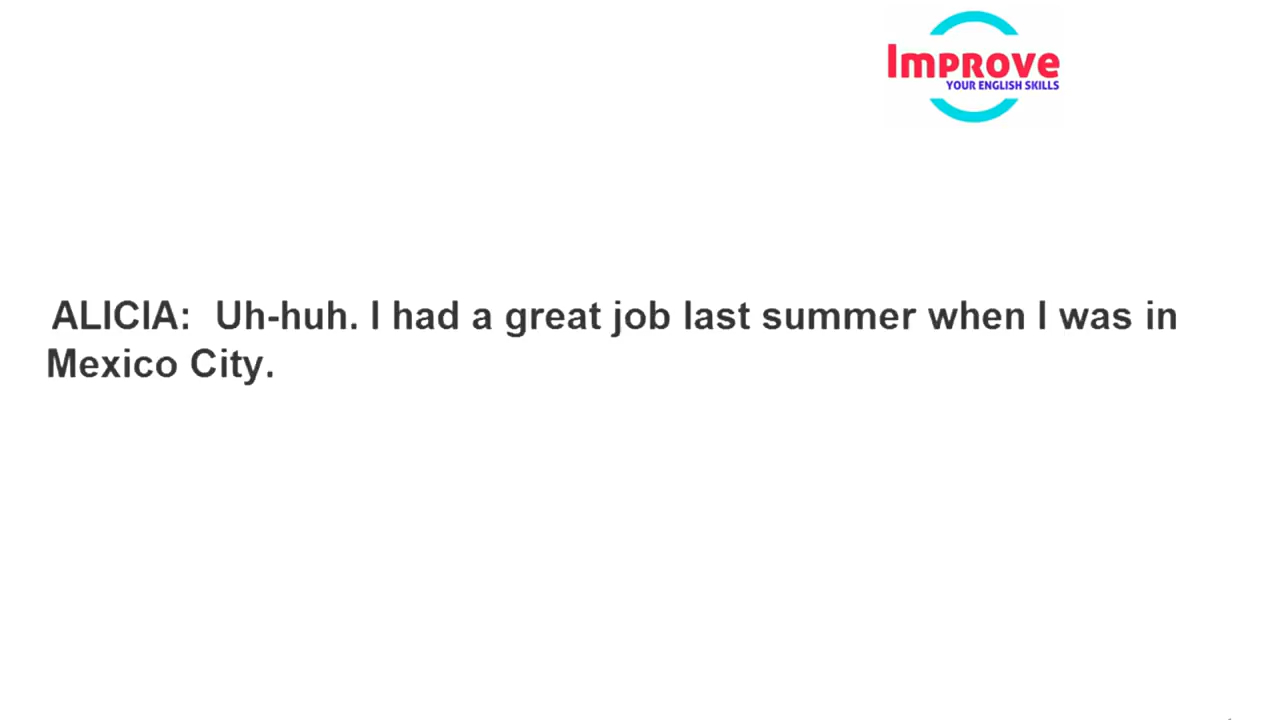 Improve
YOUR ENGLISH SKILLS
ALICIA: Uh-huh. I had a great job last summer when I was in
Mexico City.